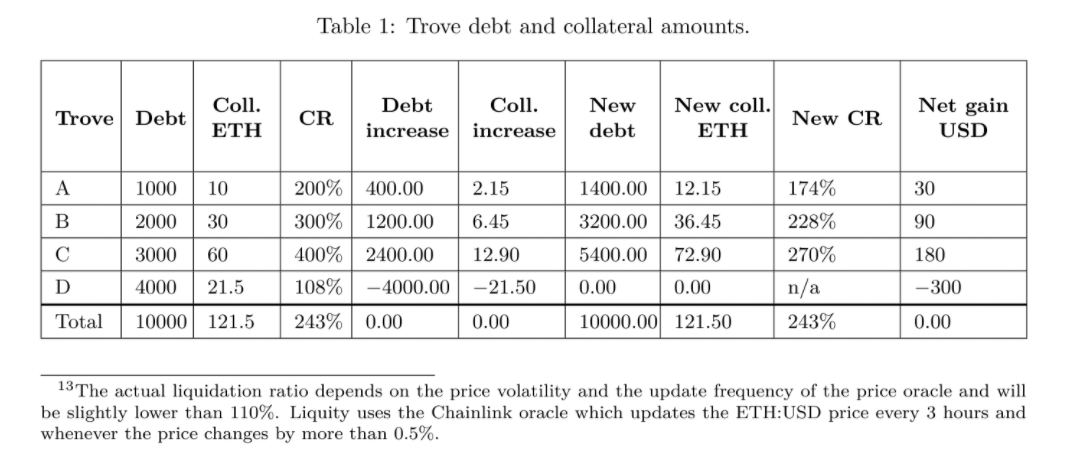 Table 1: Trove debt and collateral amounts.
Trove Debt Coll. ETH CR Debt increase Coll. increase New debt New coll. ETH New CR Net gain USD
A 1000 10 200% 400.00 2.15 1400.00 12.15 174% 30
B 2000 30 300% 1200.00 6.45 3200.00 36.45 228% 90
C 3000 60 400% 2400.00 12.90 5400.00 72.90 270% 180
D 4000 21.5 108% −4000.00 −21.50 0.00 0.00 n/a −300
Total 10000 121.5 243% 0.00 0.00 10000.00 121.50 243% 0.00
13The actual liquidation ratio depends on the price volatility and the update frequency of the price oracle and will
be slightly lower than 110%. Liquity uses the Chainlink oracle which updates the ETH:USD price every 3 hours and
whenever the price changes by more than 0.5%.